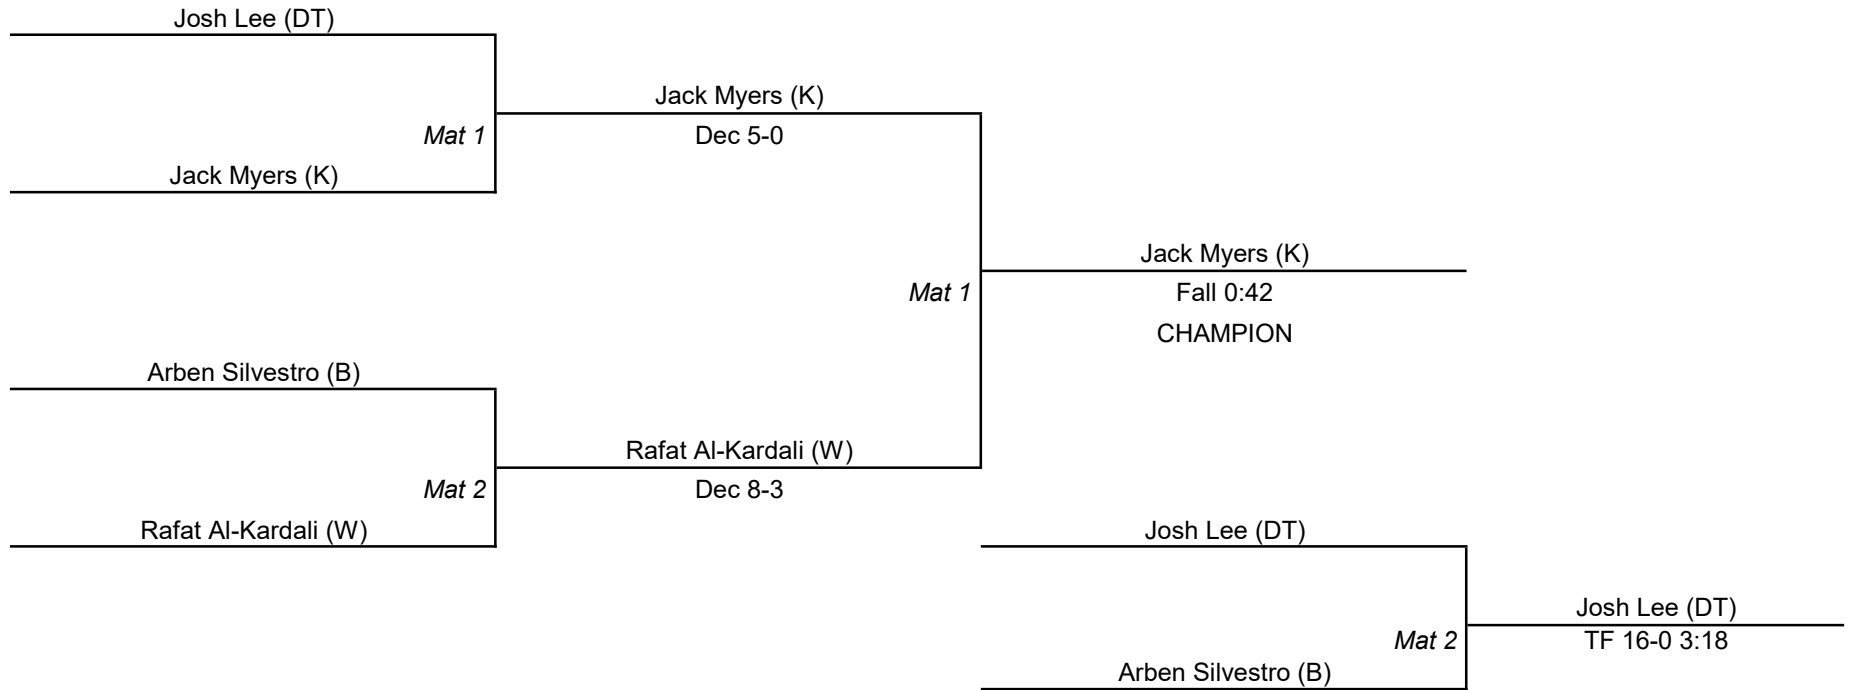 Josh Lee (DT)
Jack Myers (K)
Mat 1
Dec 5-0
Jack Myers (K)
Jack Myers (K)
Mat 1
Fall 0:42
CHAMPION
Arben Silvestro (B)
Rafat Al-Kardali (W)
Mat 2
Dec 8-3
Rafat Al-Kardali (W)
Josh Lee (DT)
Josh Lee (DT)
Mat 2
TF 16-0 3:18
Arben Silvestro (B)